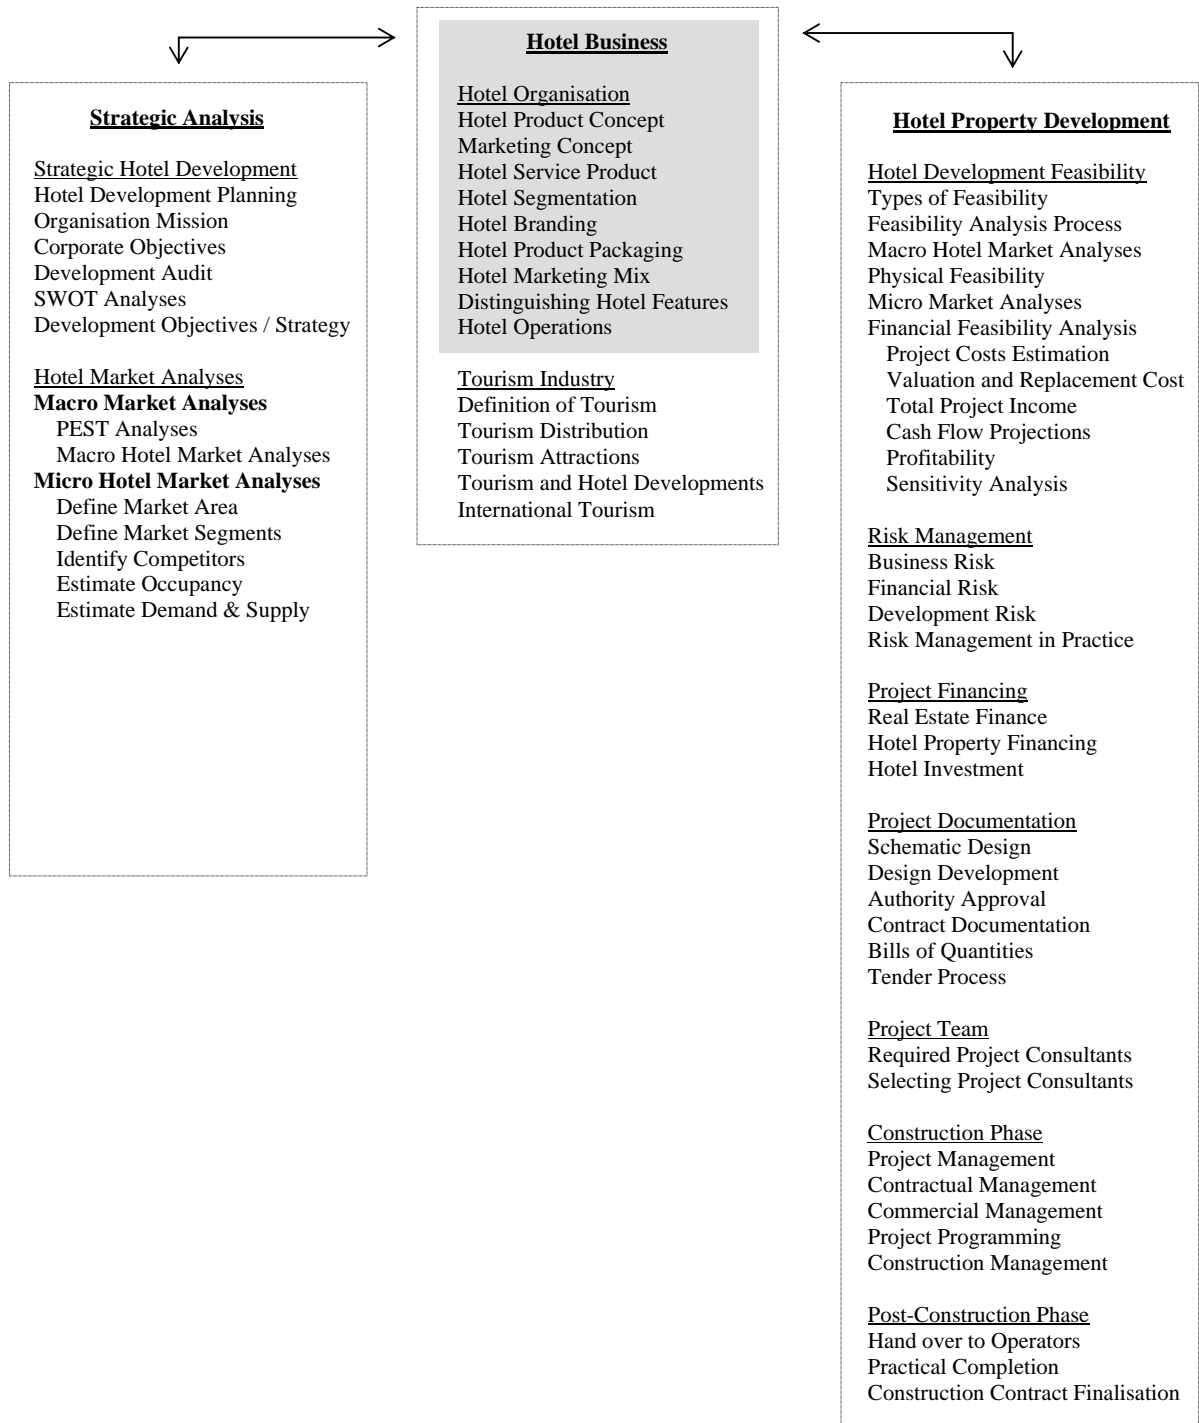 Strategic Analysis
Strategic Hotel Development
Hotel Development Planning
Organisation Mission
Corporate Objectives
Development Audit
SWOT Analyses
Development Objectives / Strategy
Hotel Market Analyses
Macro Market Analyses
PEST Analyses
Macro Hotel Market Analyses
Micro Hotel Market Analyses
Define Market Area
Define Market Segments
Identify Competitors
Estimate Occupancy
Estimate Demand & Supply
Hotel Business
Hotel Organisation
Hotel Product Concept
Marketing Concept
Hotel Service Product
Hotel Segmentation
Hotel Branding
Hotel Product Packaging
Hotel Marketing Mix
Distinguishing Hotel Features
Hotel Operations
Tourism Industry
Definition of Tourism
Tourism Distribution
Tourism Attractions
Tourism and Hotel Developments
International Tourism
Hotel Property Development
Hotel Development Feasibility
Types of Feasibility
Feasibility Analysis Process
Macro Hotel Market Analyses
Physical Feasibility
Micro Market Analyses
Financial Feasibility Analysis
Project Costs Estimation
Valuation and Replacement Cost
Total Project Income
Cash Flow Projections
Profitability
Sensitivity Analysis
Risk Management
Business Risk
Financial Risk
Development Risk
Risk Management in Practice
Project Financing
Real Estate Finance
Hotel Property Financing
Hotel Investment
Project Documentation
Schematic Design
Design Development
Authority Approval
Contract Documentation
Bills of Quantities
Tender Process
Project Team
Required Project Consultants
Selecting Project Consultants
Construction Phase
Project Management
Contractual Management
Commercial Management
Project Programming
Construction Management
Post-Construction Phase
Hand over to Operators
Practical Completion
Construction Contract Finalisation